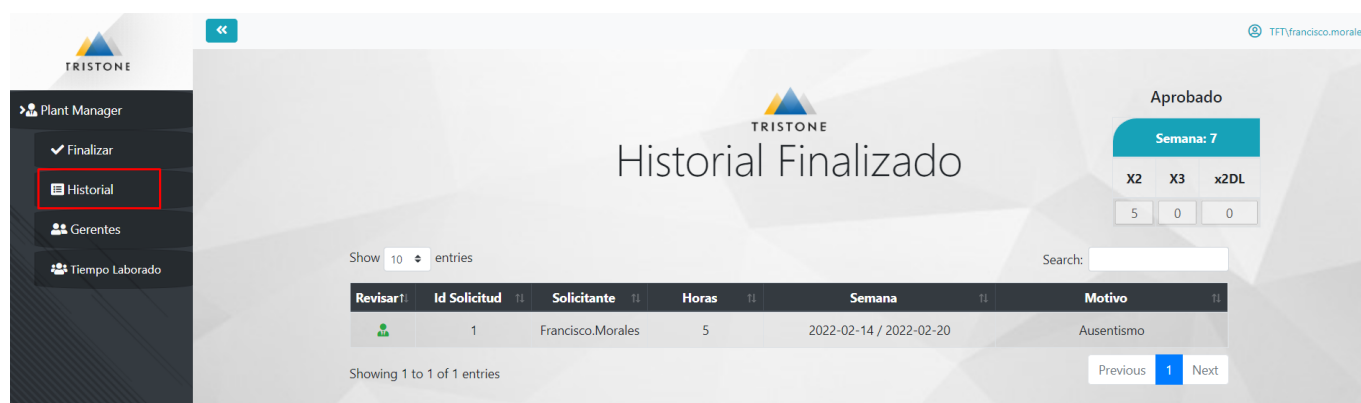 TRISTONE
Plant Manager
Finalizar
Historial
Gerentes
Tiempo Laborado
TFT\francisco.morale
TRISTONE
Historial Finalizado
Aprobado
Semana: 7
X2 X3 x2DL
5 0 0
Show 10 entries
Search:
Revisar Id Solicitud Solicitante Horas Semana Motivo
1 Francisco.Morales 5 2022-02-14 / 2022-02-20 Ausentismo
Showing 1 to 1 of 1 entries
Previous 1 Next